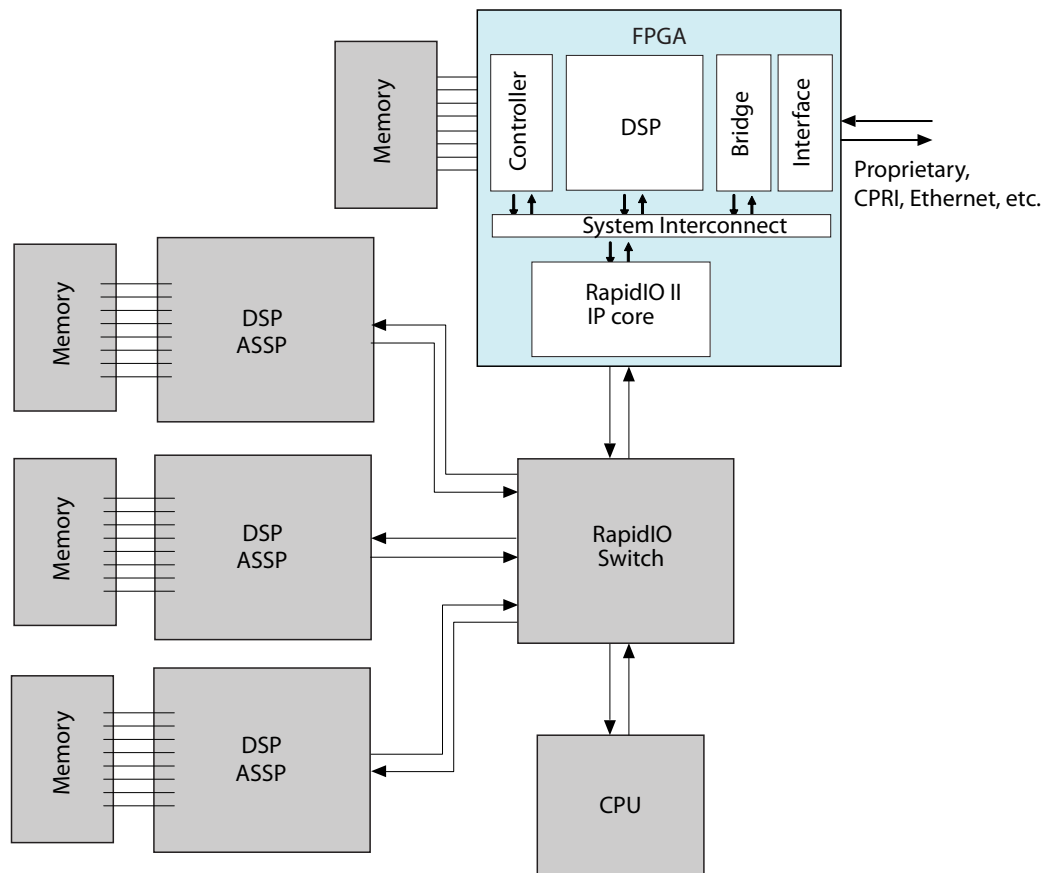 FPGA
Memory
Controller
DSP
Bridge
Interface
Proprietary,
CPRI, Ethernet, etc.
System Interconnect
RapidIO II
IP core
Memory
DSP
ASSP
Memory
DSP
ASSP
RapidIO
Switch
Memory
DSP
ASSP
CPU